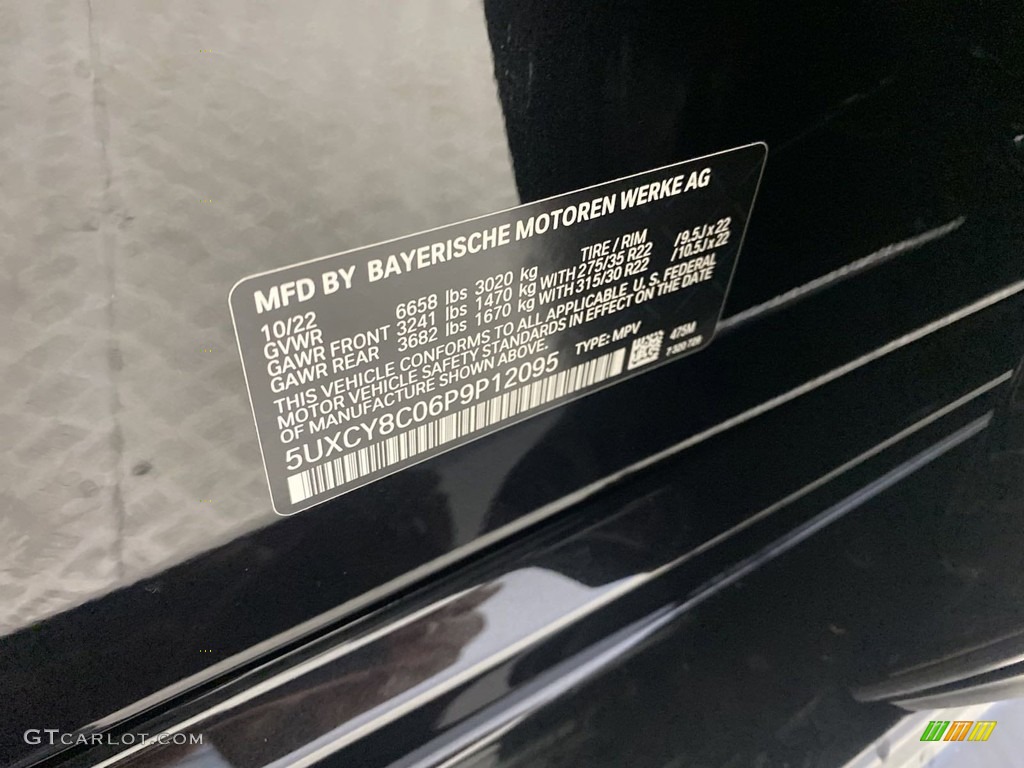 MFD BY BAYERISCHE MOTOREN WERKE AG
10/22 TIRE / RIM
GVWR 6658 lbs 3020 kg
GAWR FRONT 3241 lbs 1470 kg WITH 275/35 R22 /9.5Jx22
GAWR REAR 3682 lbs 1670 kg WITH 315/30 R22 /10.5Jx22
THIS VEHICLE CONFORMS TO ALL APPLICABLE U. S. FEDERAL
MOTOR VEHICLE SAFETY STANDARDS IN EFFECT ON THE DATE
OF MANUFACTURE SHOWN ABOVE. TYPE: MPV 475M
5UXCY8C06P9P12095
GTCARLOT.COM